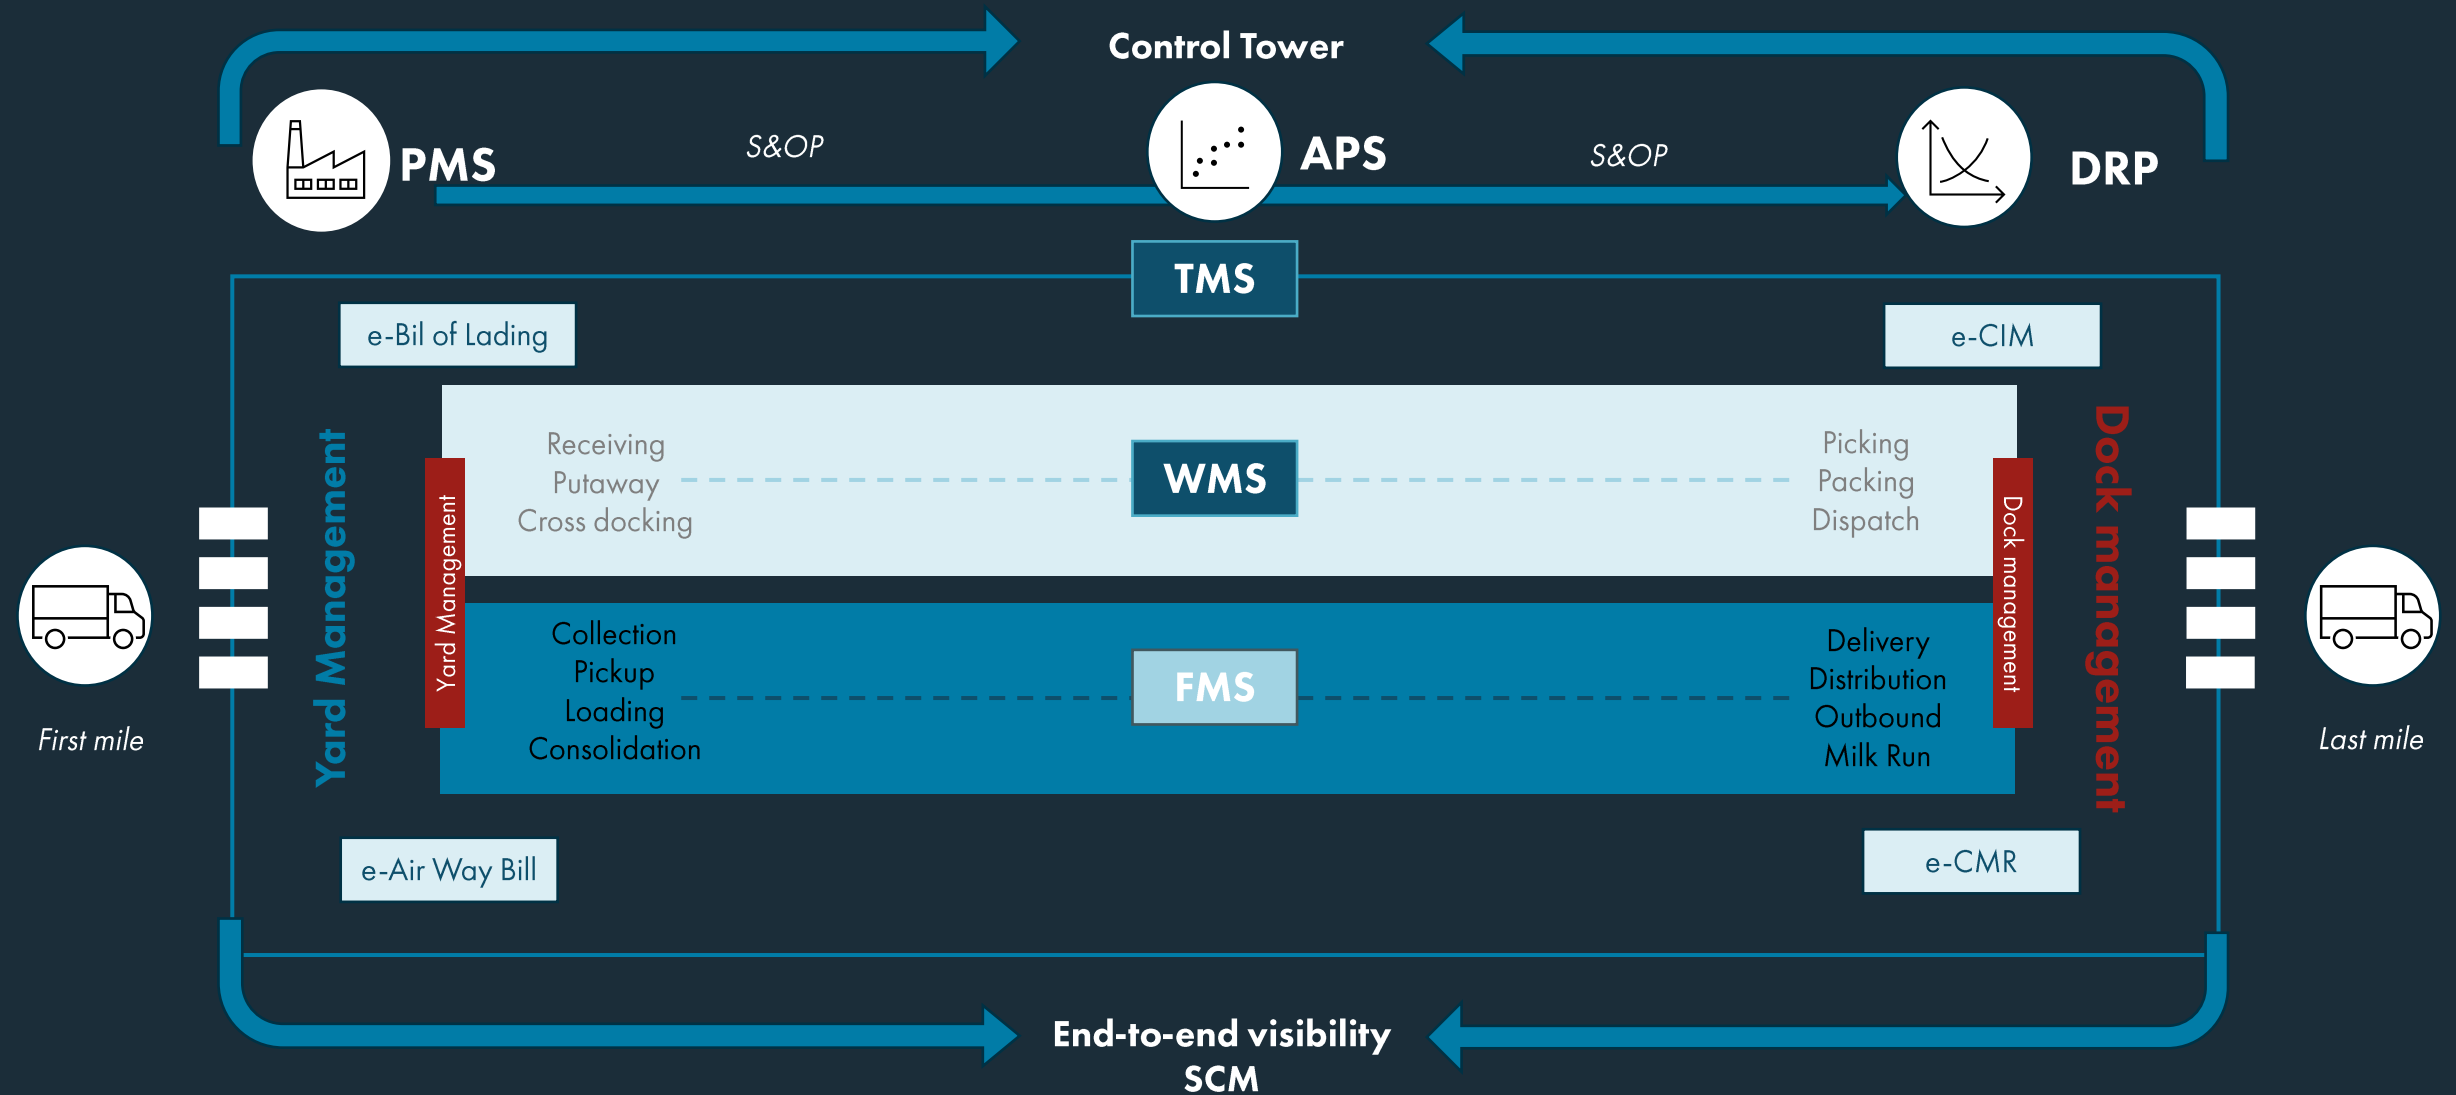 Control Tower
PMS
S&OP
APS
S&OP
DRP
TMS
e-Bil of Lading
e-CIM
Yard Management
Yard Management
Receiving
Putaway
Cross docking
WMS
Picking
Packing
Dispatch
Dock management
Dock management
Collection
Pickup
Loading
Consolidation
FMS
Delivery
Distribution
Outbound
Milk Run
First mile
Last mile
e-Air Way Bill
e-CMR
End-to-end visibility
SCM